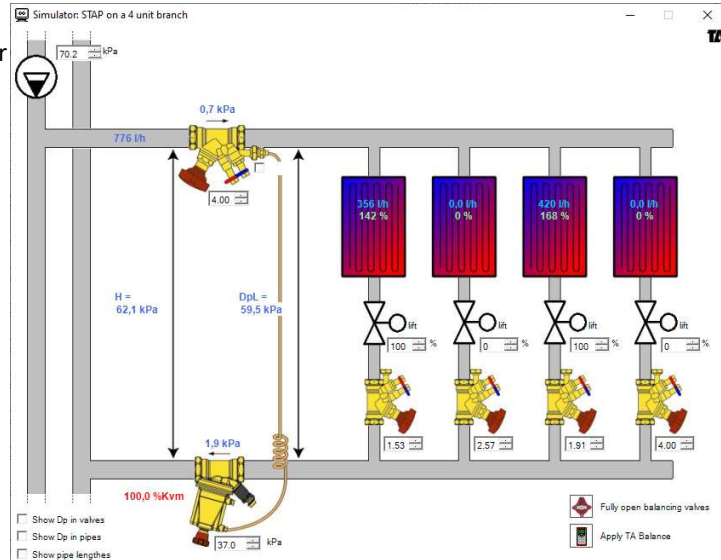 Simulator: STAP on a 4 unit branch
r
TA
70.2 kPa
0,7 kPa
776 l/h
4.00
356 l/h
142 %
0,0 l/h
0 %
420 l/h
168 %
0,0 l/h
0 %
H =
62,1 kPa
DpL =
59,5 kPa
lift
100 %
lift
0 %
lift
100 %
lift
0 %
1.53
2.57
1.91
4.00
1,9 kPa
100,0 %Kvm
37.0 kPa
Show Dp in valves
Show Dp in pipes
Show pipe lengthes
Fully open balancing valves
Apply TA Balance